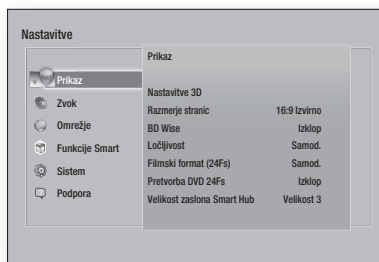 Nastavitve
Prikaz
Zvok
Omrežje
Funkcije Smart
Sistem
Podpora
Prikaz
Nastavitve 3D
Razmerje stranic 16:9 Izvirno
BD Wise Izklop
Ločljivost Samod.
Filmski format (24Fs) Samod.
Pretvorba DVD 24Fs Izklop
Velikost zaslona Smart Hub Velikost 3